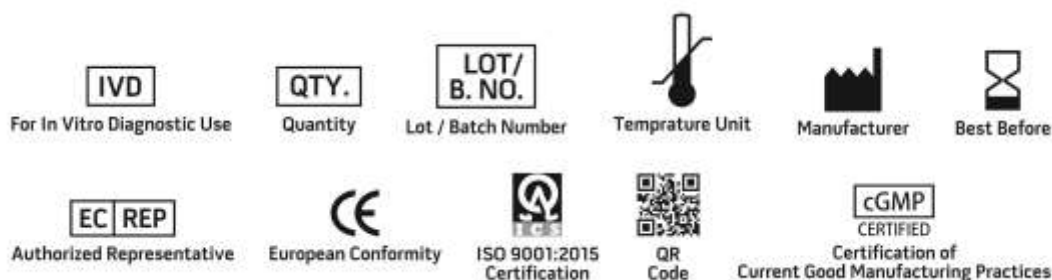 IVD
For In Vitro Diagnostic Use
QTY.
Quantity
LOT/
B. NO.
Lot / Batch Number
Temprature Unit
Manufacturer
Best Before
EC REP
Authorized Representative
CE
European Conformity
ICS
ISO 9001:2015
Certification
QR
Code
cGMP
CERTIFIED
Certification of
Current Good Manufacturing Practices